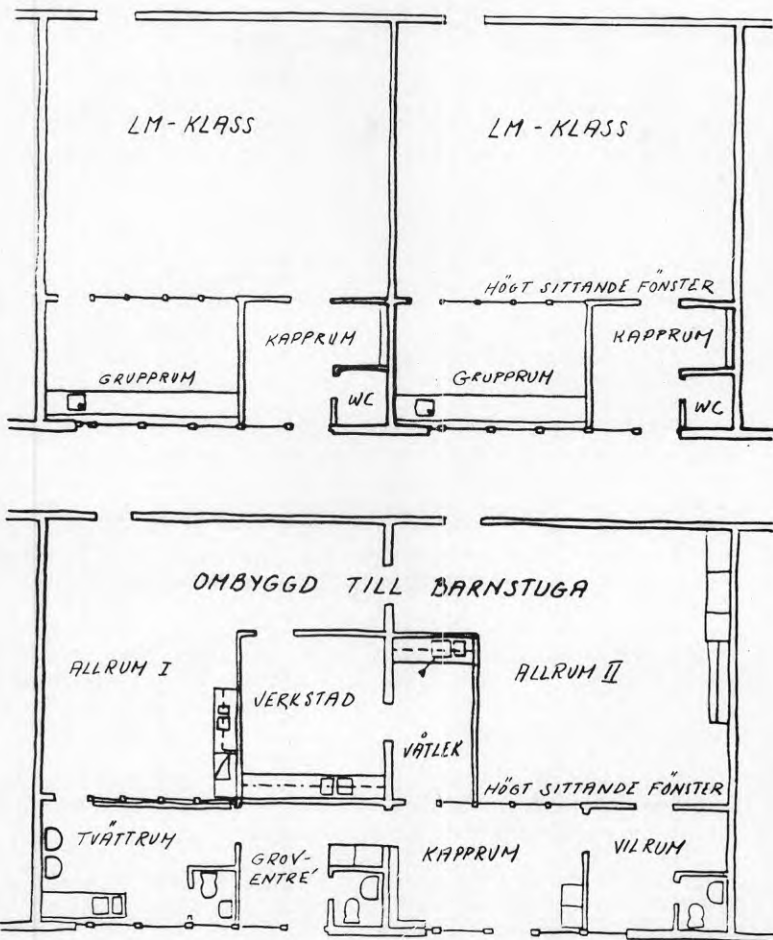 LM-KLASS
LM-KLASS
HÖGT SITTANDE FÖNSTER
KAPPRUM
KAPPRUM
GRUPPRUM
GRUPPRUM
WC
WC
OMBYGGD TILL BARNSTUGA
ALLRUM I
VERKSTAD
ALLRUM II
VÅTLEK
HÖGT SITTANDE FÖNSTER
TVÄTTRUM
GROV-
ENTRÉ
KAPPRUM
VILRUM